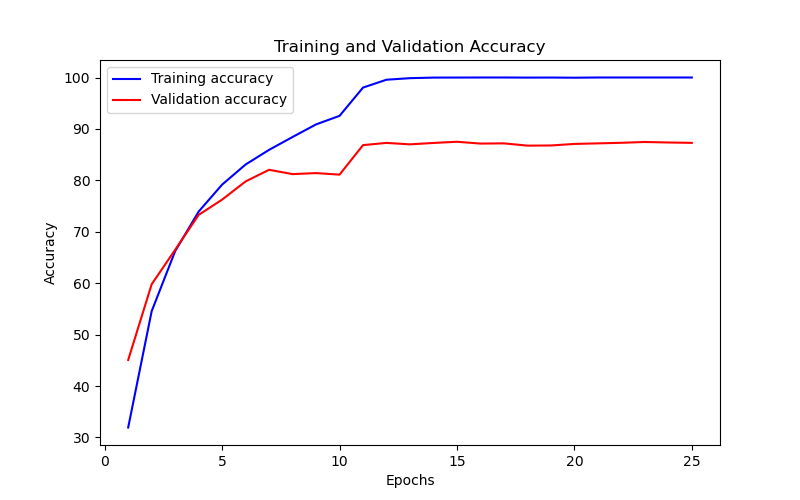 Training and Validation Accuracy
Training accuracy
Validation accuracy
100
90
80
70
60
50
40
30
Accuracy
0
5
10
15
20
25
Epochs